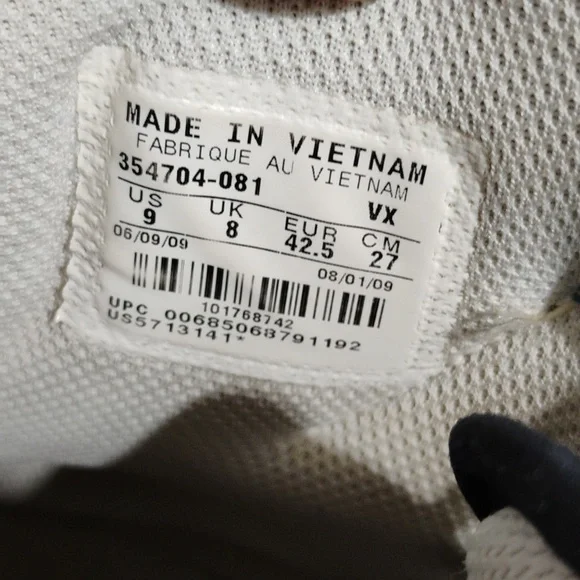 MADE IN VIETNAM
FABRIQUE AU VIETNAM
354704-081 VX
US UK EUR CM
9 8 42.5 27
06/09/09 08/01/09
101768742
UPC 00685068791192
US5713141*